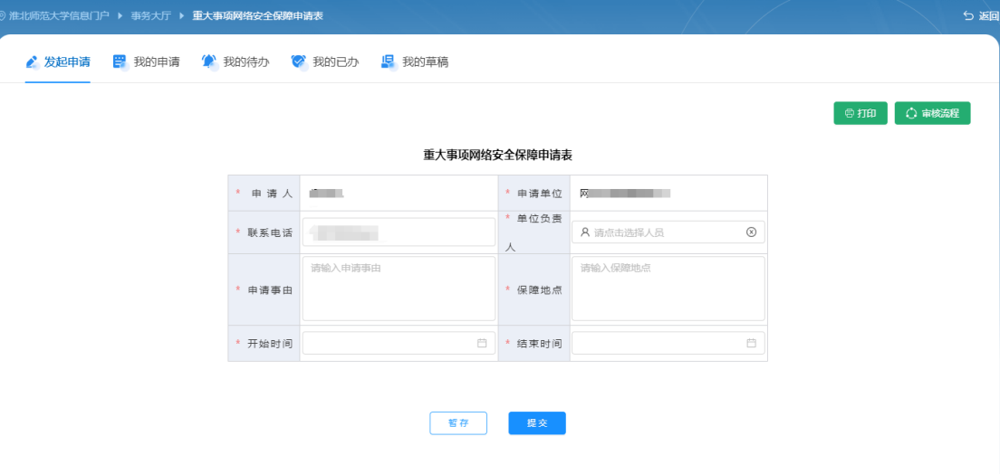 淮北师范大学信息门户 ▶ 事务大厅 ▶ 重大事项网络安全保障申请表 返回
发起申请 我的申请 我的待办 我的已办 我的草稿
打印 审核流程
重大事项网络安全保障申请表
* 申请人 * 申请单位 网
* 联系电话 * 单位负责人 请点击选择人员
* 申请事由 请输入申请事由 * 保障地点 请输入保障地点
* 开始时间 * 结束时间
暂存 提交